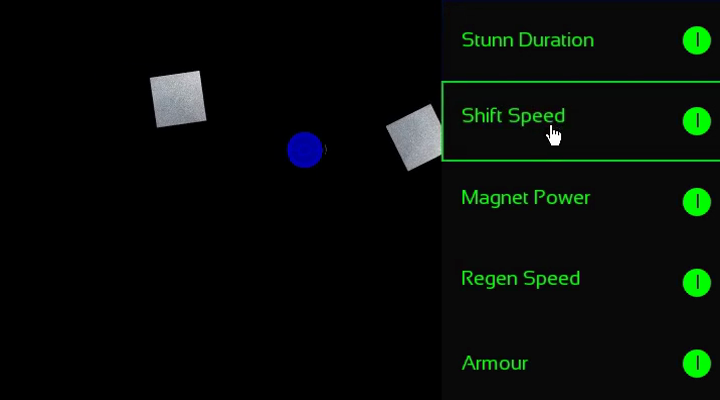 Stunn Duration
Shift Speed
Magnet Power
Regen Speed
Armour